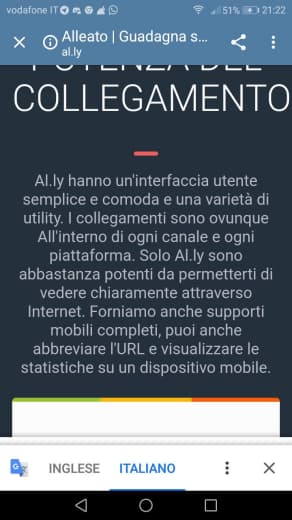 vodafone IT 51% 21:22
Alleato | Guadagna s...
al.ly
POTENZA DEL
COLLEGAMENTO
Al.ly hanno un'interfaccia utente
semplice e comoda e una varietà di
utility. I collegamenti sono ovunque
All'interno di ogni canale e ogni
piattaforma. Solo Al.ly sono
abbastanza potenti da permetterti di
vedere chiaramente attraverso
Internet. Forniamo anche supporti
mobili completi, puoi anche
abbreviare l'URL e visualizzare le
statistiche su un dispositivo mobile.
INGLESE ITALIANO